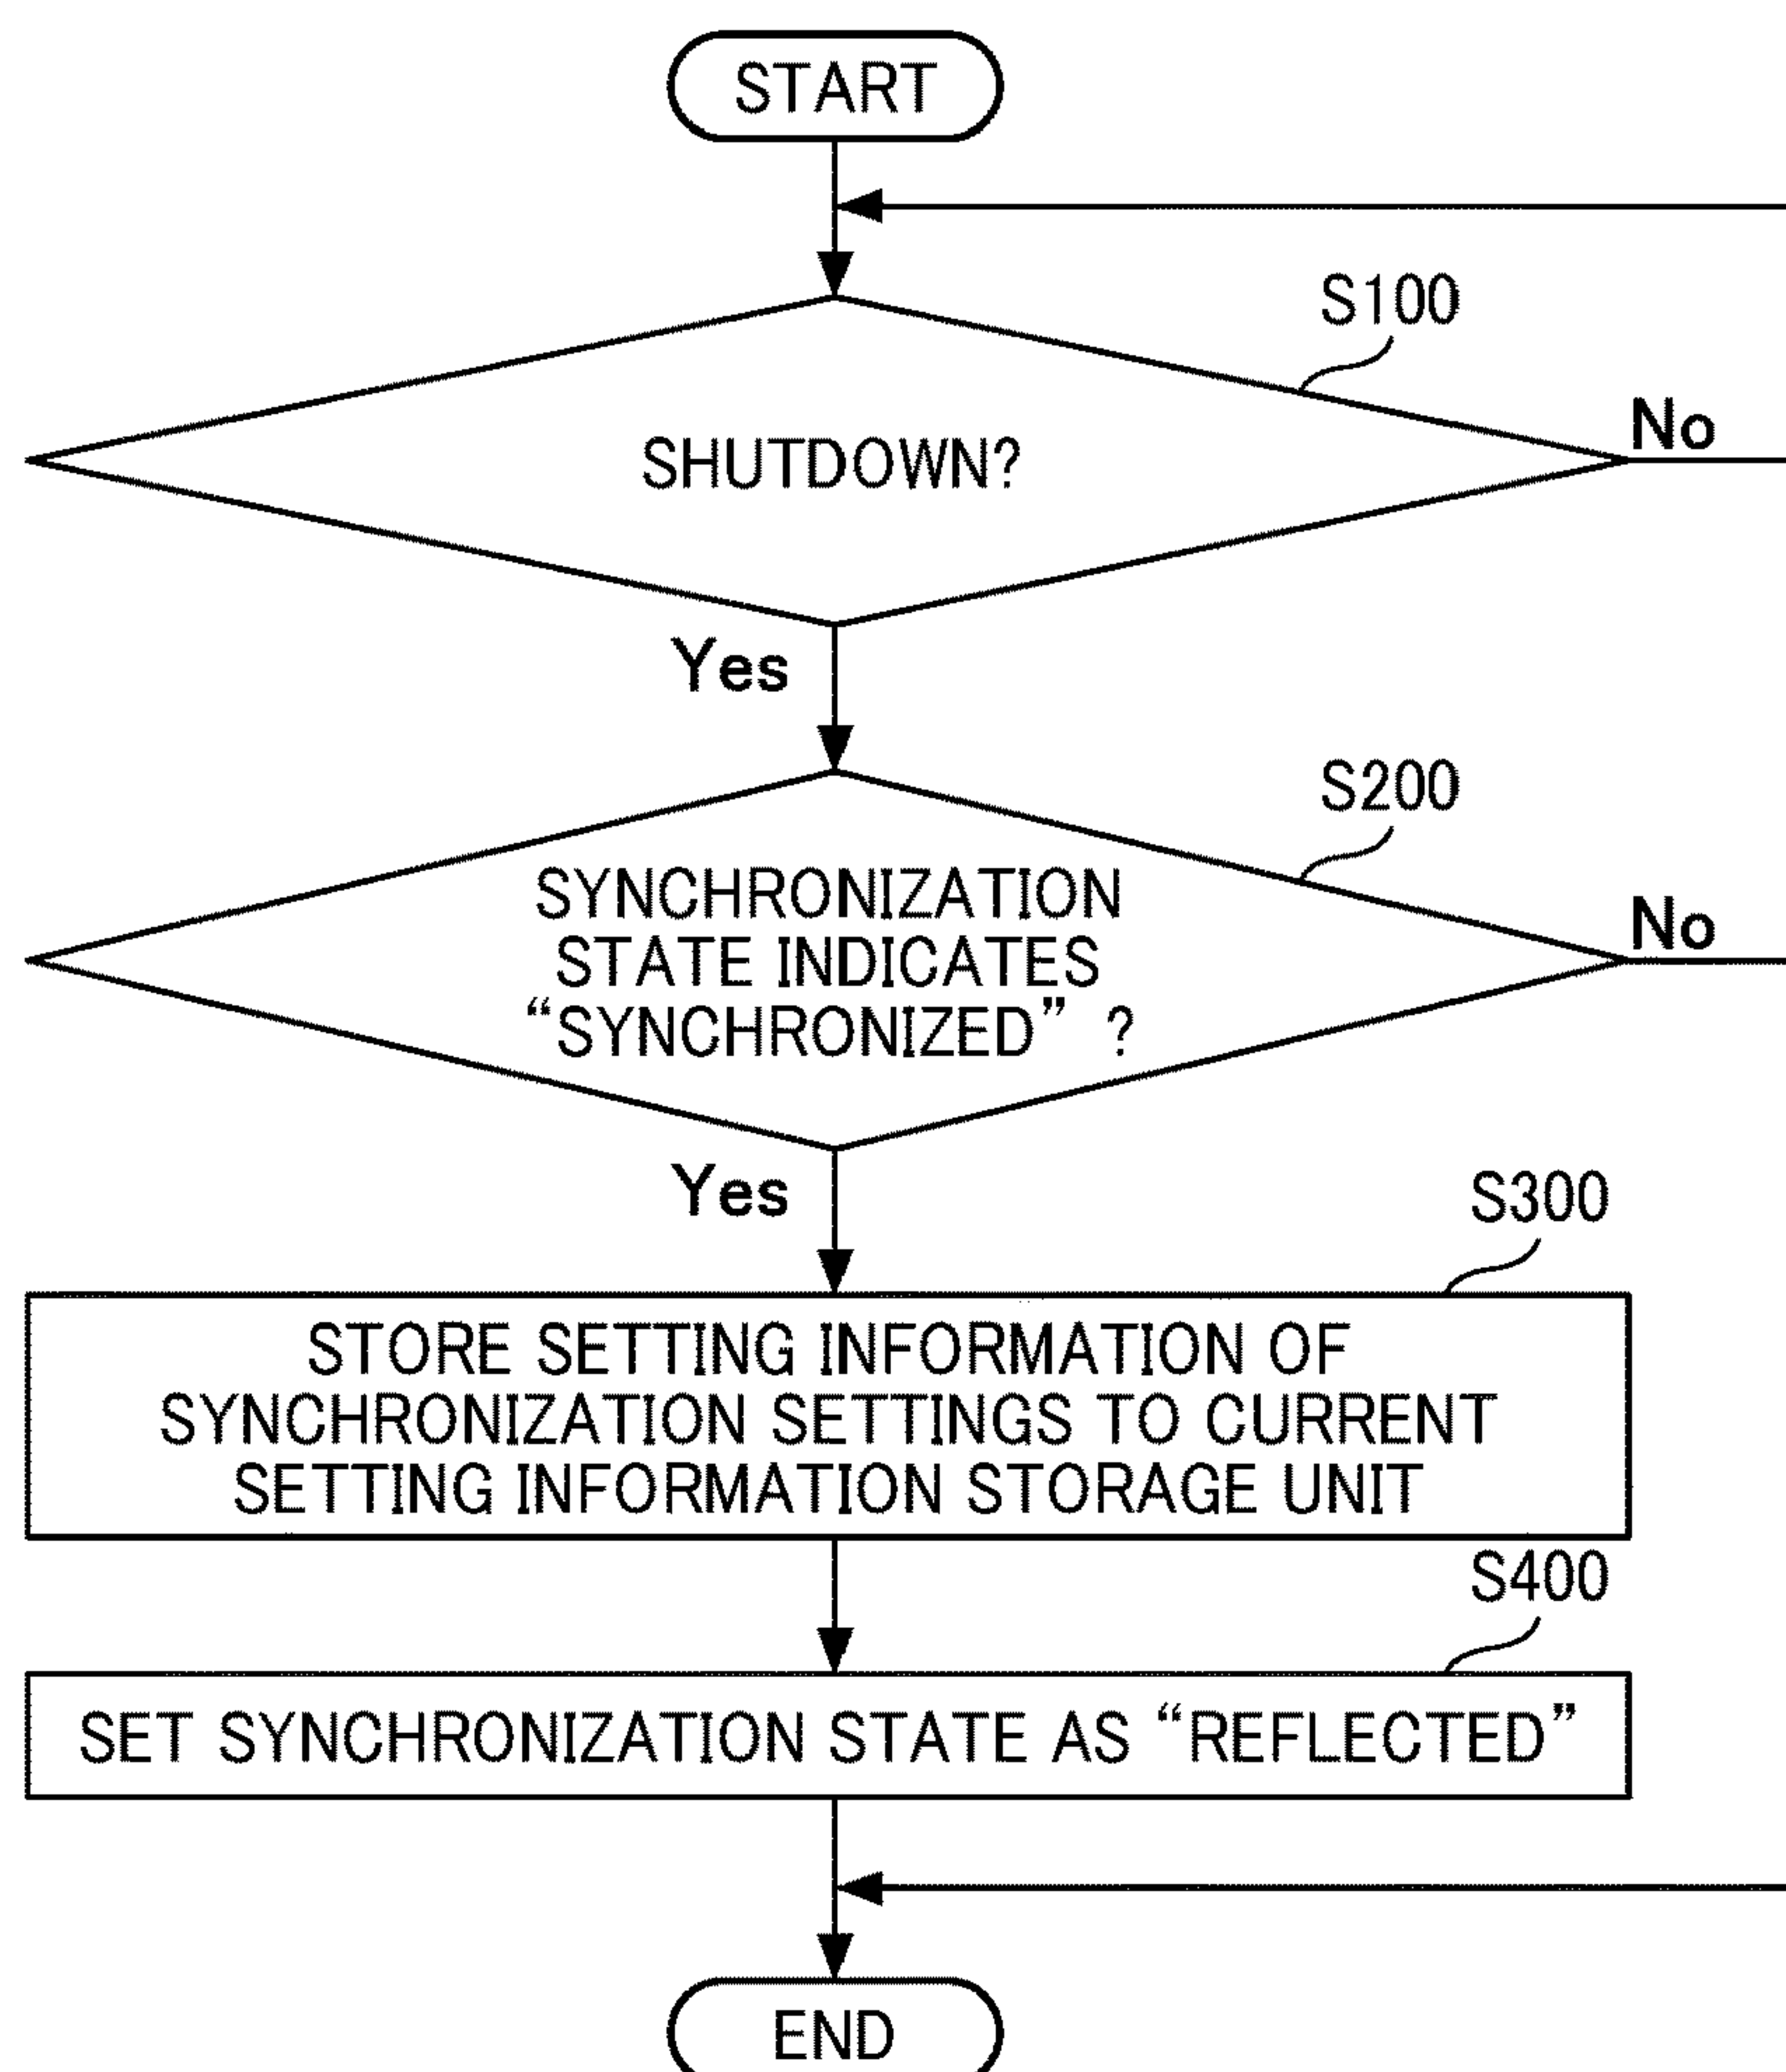 START
S100
SHUTDOWN?
No
Yes
S200
SYNCHRONIZATION
STATE INDICATES
“SYNCHRONIZED” ?
No
Yes
S300
STORE SETTING INFORMATION OF
SYNCHRONIZATION SETTINGS TO CURRENT
SETTING INFORMATION STORAGE UNIT
S400
SET SYNCHRONIZATION STATE AS “REFLECTED”
END